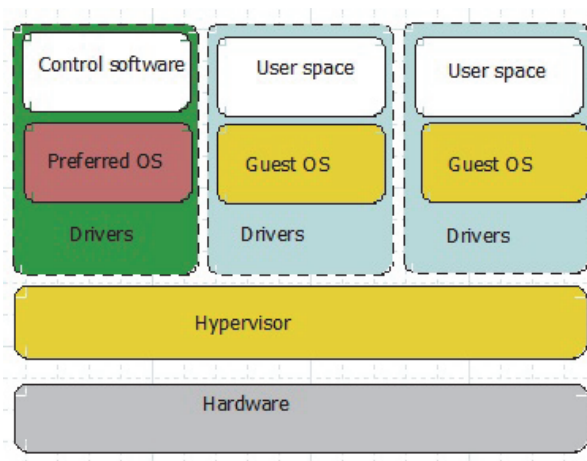 Control software
User space
User space
Preferred OS
Guest OS
Guest OS
Drivers
Drivers
Drivers
Hypervisor
Hardware